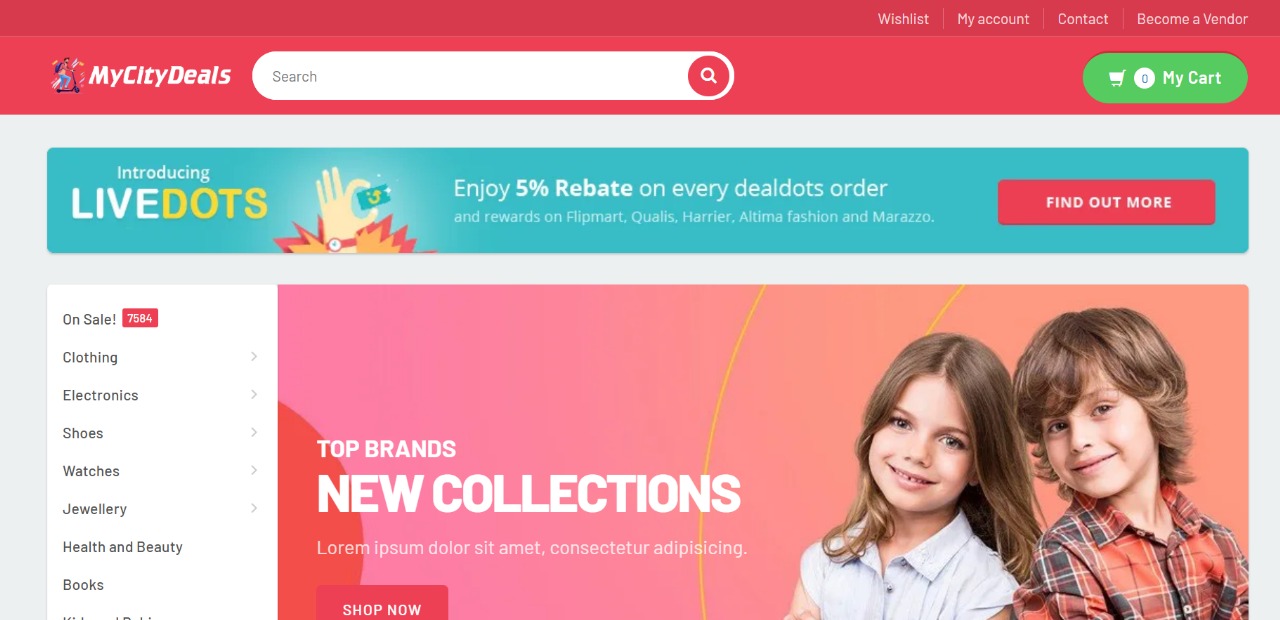 Wishlist
My account
Contact
Become a Vendor
MyCityDeals
Search
0
My Cart
Introducing
LIVEDOTS
Enjoy 5% Rebate on every dealdots order
and rewards on Flipmart, Qualis, Harrier, Altima fashion and Marazzo.
FIND OUT MORE
On Sale! 7584
Clothing
Electronics
Shoes
Watches
Jewellery
Health and Beauty
Books
TOP BRANDS
NEW COLLECTIONS
Lorem ipsum dolor sit amet, consectetur adipisicing.
SHOP NOW